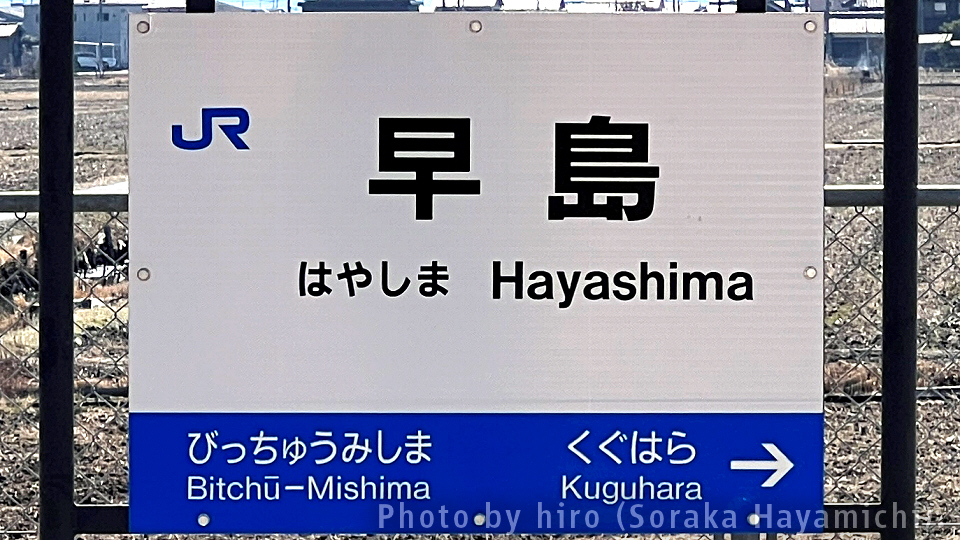 JR
早島
はやしま Hayashima
びっちゅうみしま くぐはら →
Bitchū−Mishima Kuguhara
Photo by hiro (Soraka Hayamichi)